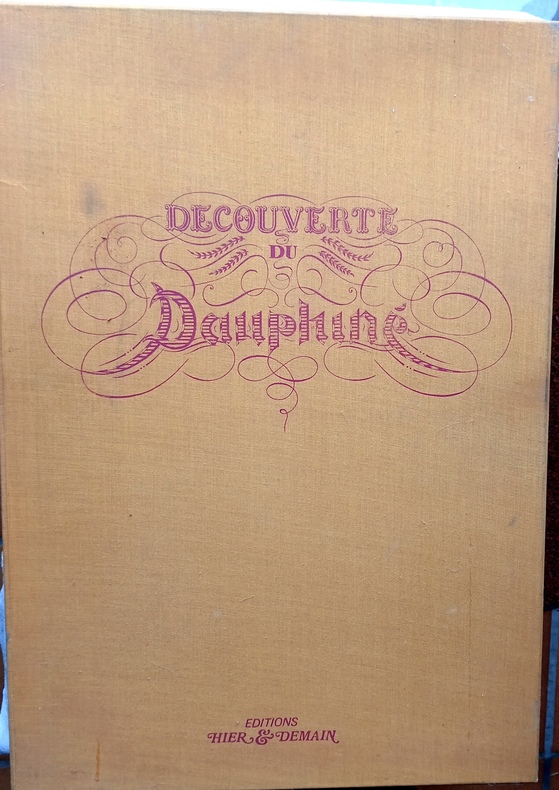 DECOUVERTE
DU
Dauphiné
EDITIONS
HIER & DEMAIN